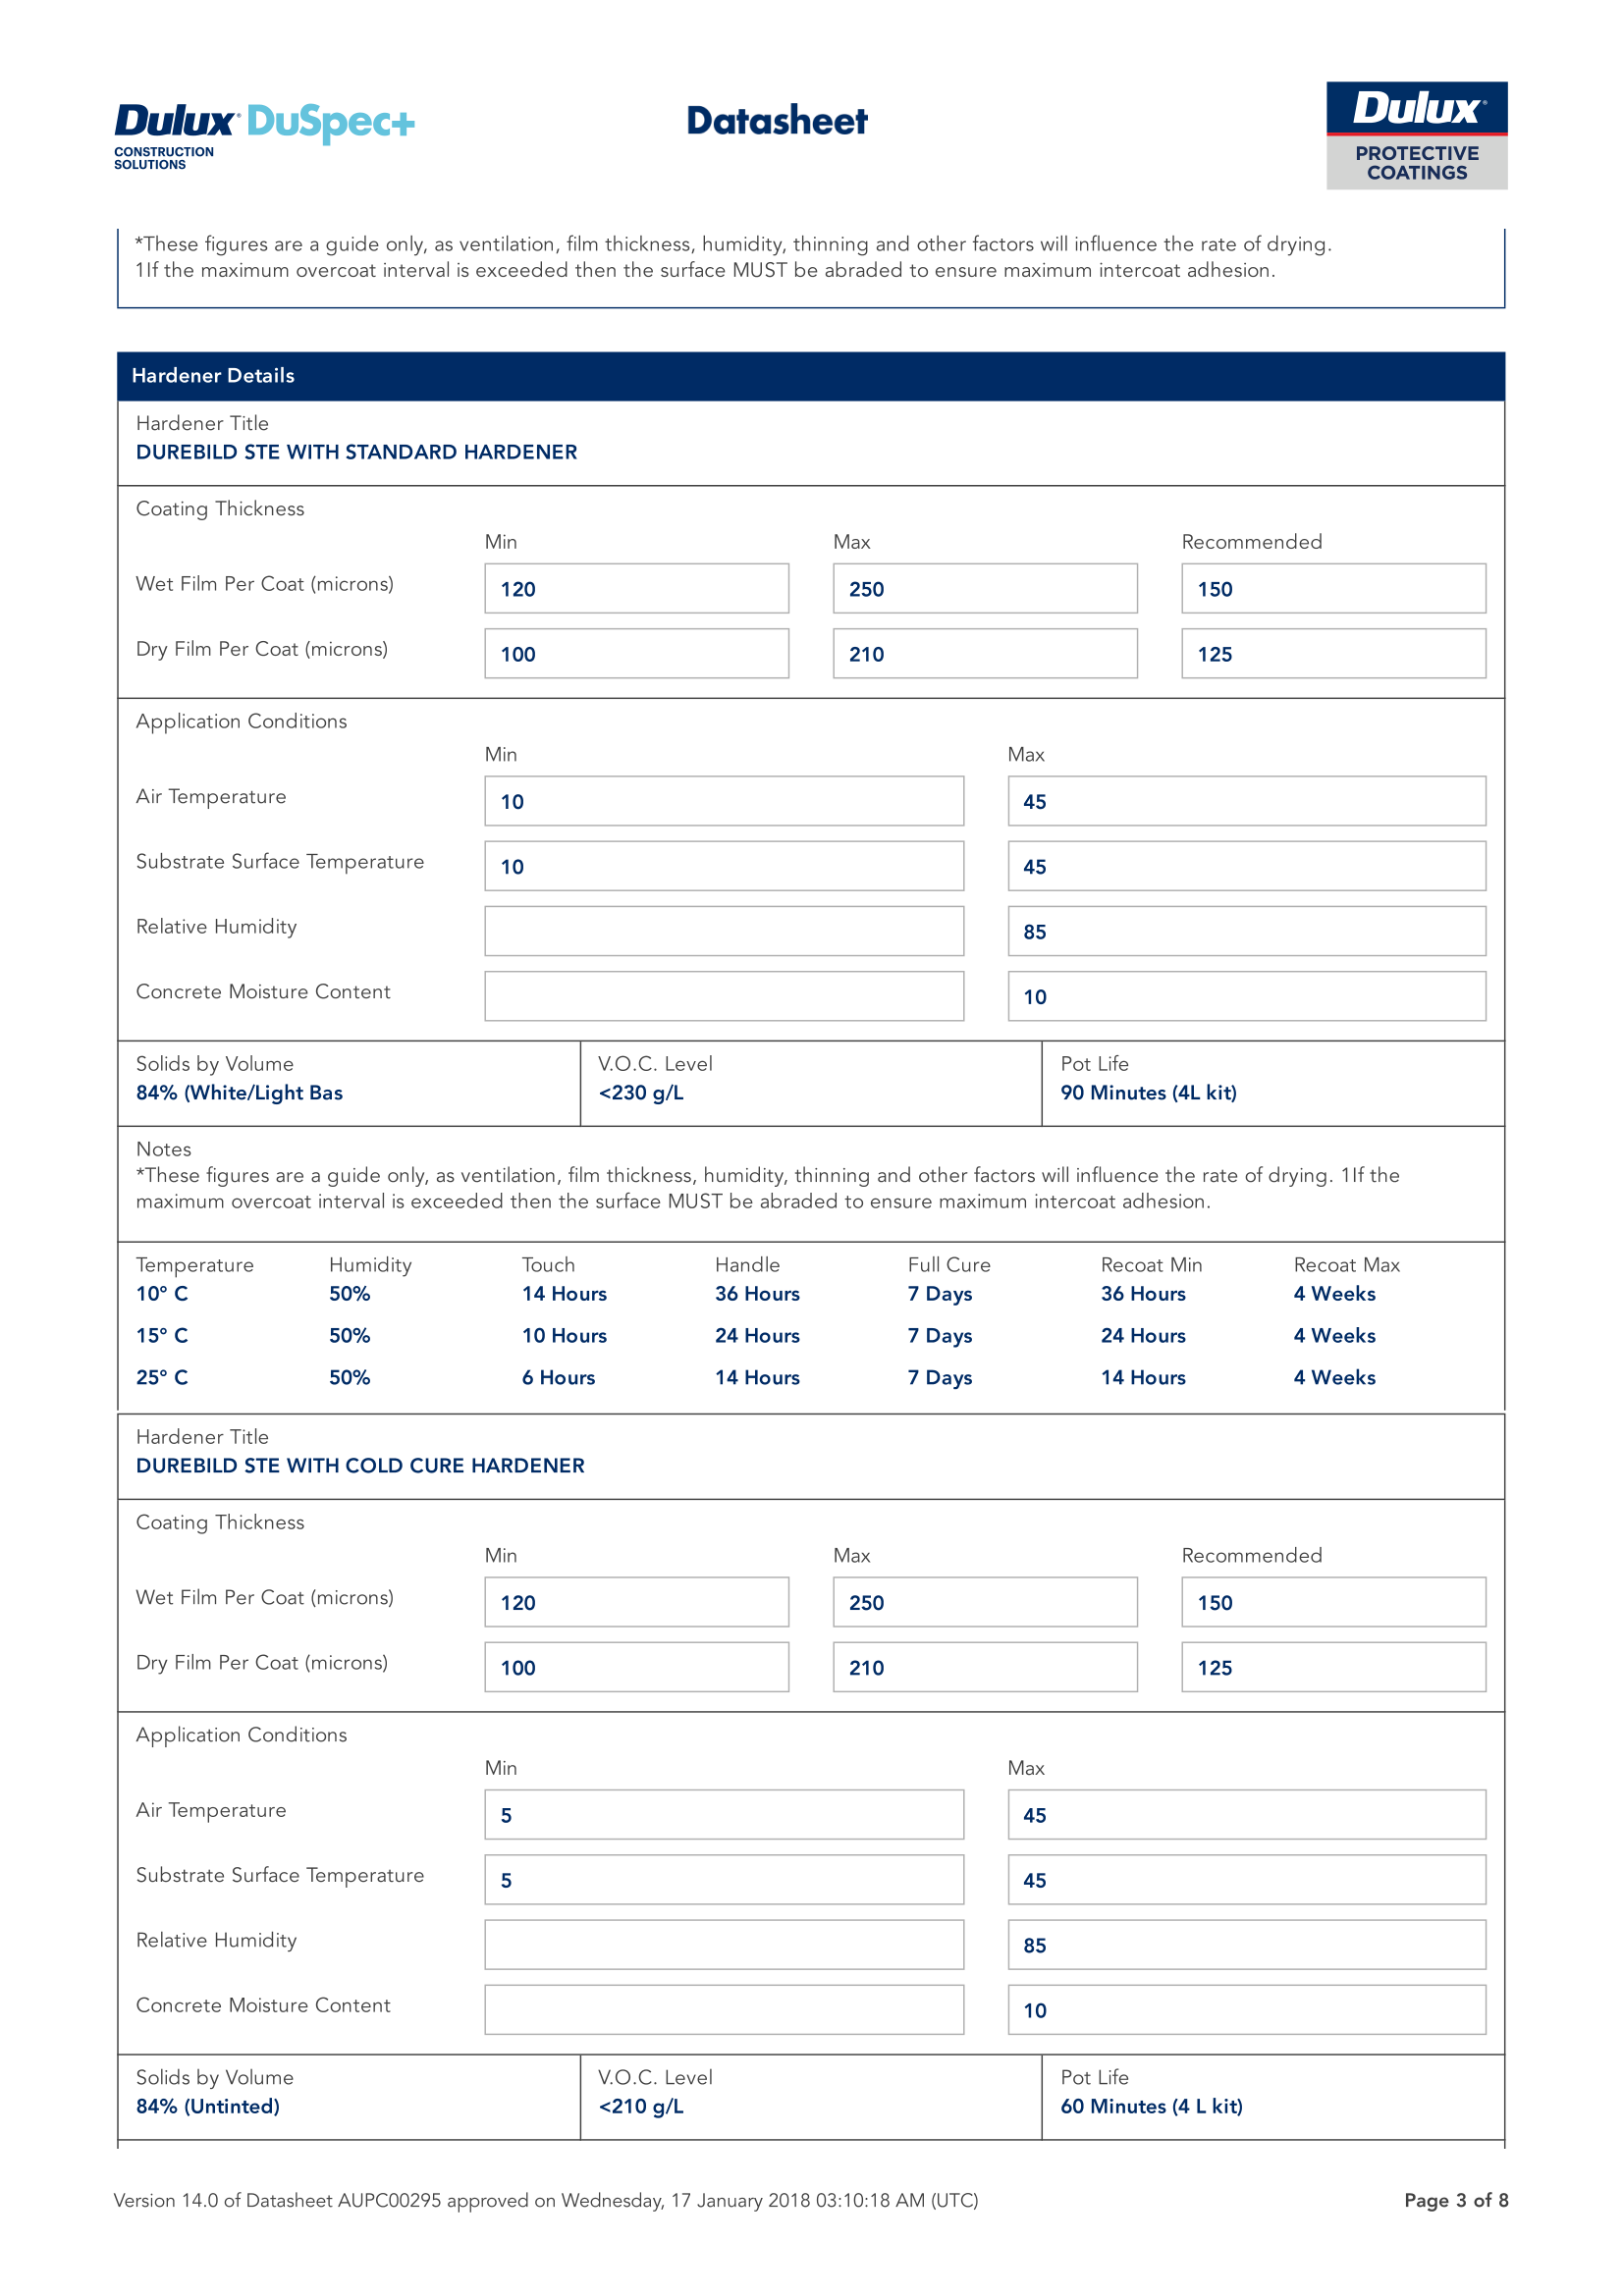 Dulux® DuSpec+
CONSTRUCTION
SOLUTIONS
Datasheet
Dulux®
PROTECTIVE
COATINGS
*These figures are a guide only, as ventilation, film thickness, humidity, thinning and other factors will influence the rate of drying.
1If the maximum overcoat interval is exceeded then the surface MUST be abraded to ensure maximum intercoat adhesion.
Hardener Details
Hardener Title
DUREBILD STE WITH STANDARD HARDENER
Coating Thickness
Min Max Recommended
Wet Film Per Coat (microns) 120 250 150
Dry Film Per Coat (microns) 100 210 125
Application Conditions
Min Max
Air Temperature 10 45
Substrate Surface Temperature 10 45
Relative Humidity 85
Concrete Moisture Content 10
Solids by Volume V.O.C. Level Pot Life
84% (White/Light Bas <230 g/L 90 Minutes (4L kit)
Notes
*These figures are a guide only, as ventilation, film thickness, humidity, thinning and other factors will influence the rate of drying. 1If the
maximum overcoat interval is exceeded then the surface MUST be abraded to ensure maximum intercoat adhesion.
Temperature Humidity Touch Handle Full Cure Recoat Min Recoat Max
10° C 50% 14 Hours 36 Hours 7 Days 36 Hours 4 Weeks
15° C 50% 10 Hours 24 Hours 7 Days 24 Hours 4 Weeks
25° C 50% 6 Hours 14 Hours 7 Days 14 Hours 4 Weeks
Hardener Title
DUREBILD STE WITH COLD CURE HARDENER
Coating Thickness
Min Max Recommended
Wet Film Per Coat (microns) 120 250 150
Dry Film Per Coat (microns) 100 210 125
Application Conditions
Min Max
Air Temperature 5 45
Substrate Surface Temperature 5 45
Relative Humidity 85
Concrete Moisture Content 10
Solids by Volume V.O.C. Level Pot Life
84% (Untinted) <210 g/L 60 Minutes (4 L kit)
Version 14.0 of Datasheet AUPC00295 approved on Wednesday, 17 January 2018 03:10:18 AM (UTC)
Page 3 of 8